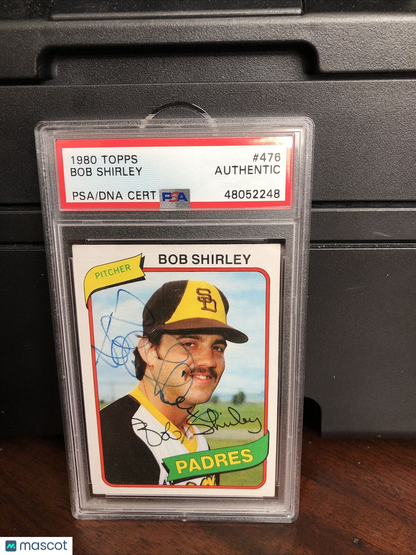 1980 TOPPS #476
BOB SHIRLEY AUTHENTIC
PSA/DNA CERT PSA 48052248
BOB SHIRLEY
PITCHER
SD
Bob Shirley
PADRES
mascot